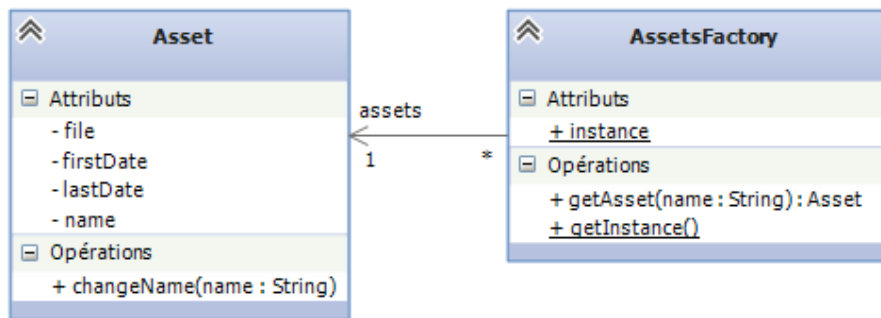 Asset
Attributs
- file
- firstDate
- lastDate
- name
Opérations
+ changeName(name : String)
assets
1
*
AssetsFactory
Attributs
+ instance
Opérations
+ getAsset(name : String) : Asset
+ getInstance()